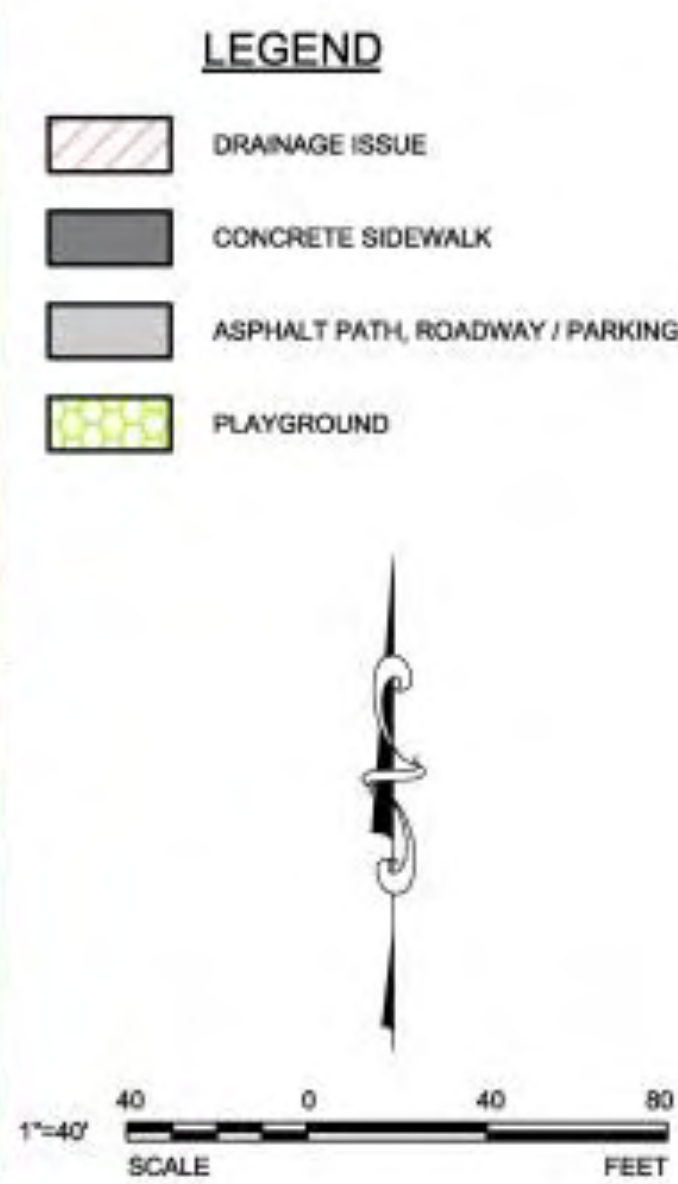 LEGEND
DRAINAGE ISSUE
CONCRETE SIDEWALK
ASPHALT PATH, ROADWAY / PARKING
PLAYGROUND
40 0 40 80
1"=40'
SCALE FEET